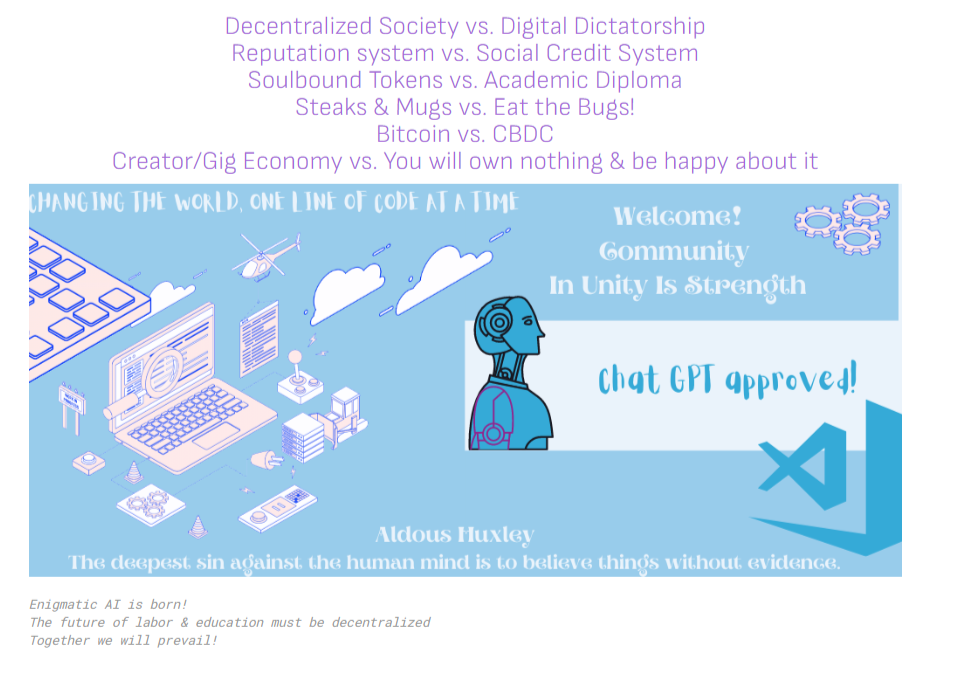 Decentralized Society vs. Digital Dictatorship
Reputation system vs. Social Credit System
Soulbound Tokens vs. Academic Diploma
Steaks & Mugs vs. Eat the Bugs!
Bitcoin vs. CBDC
Creator/Gig Economy vs. You will own nothing & be happy about it
CHANGING THE WORLD, ONE LINE OF CODE AT A TIME
Welcome!
Community
In Unity Is Strength
Chat GPT approved!
Aldous Huxley
The deepest sin against the human mind is to believe things without evidence.
Enigmatic AI is born!
The future of labor & education must be decentralized
Together we will prevail!